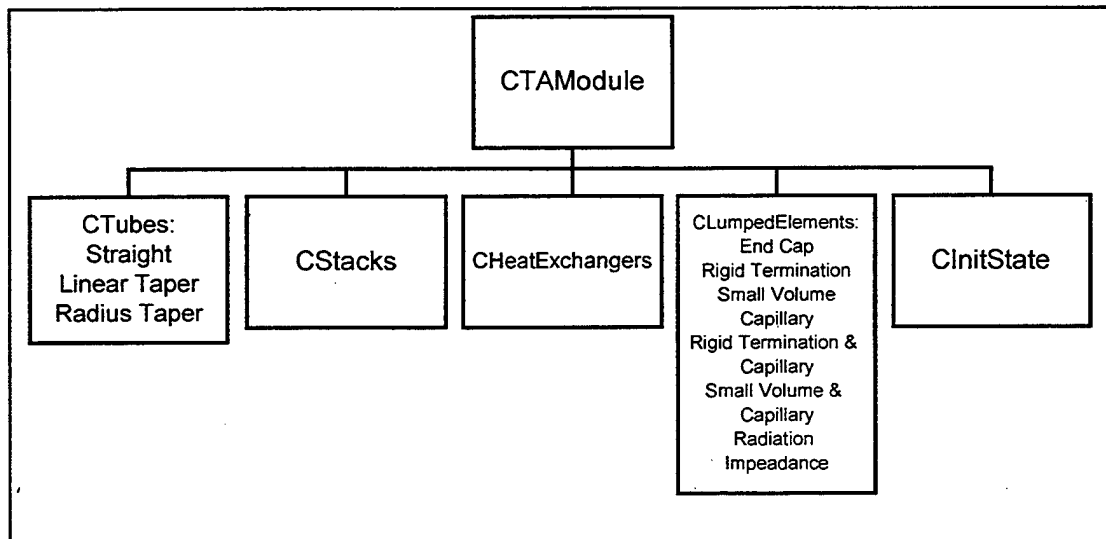 CTAModule
CTubes:
Straight
Linear Taper
Radius Taper
CStacks
CHeatExchangers
CLumpedElements:
End Cap
Rigid Termination
Small Volume
Capillary
Rigid Termination &
Capillary
Small Volume &
Capillary
Radiation
Impeadance
CInitState